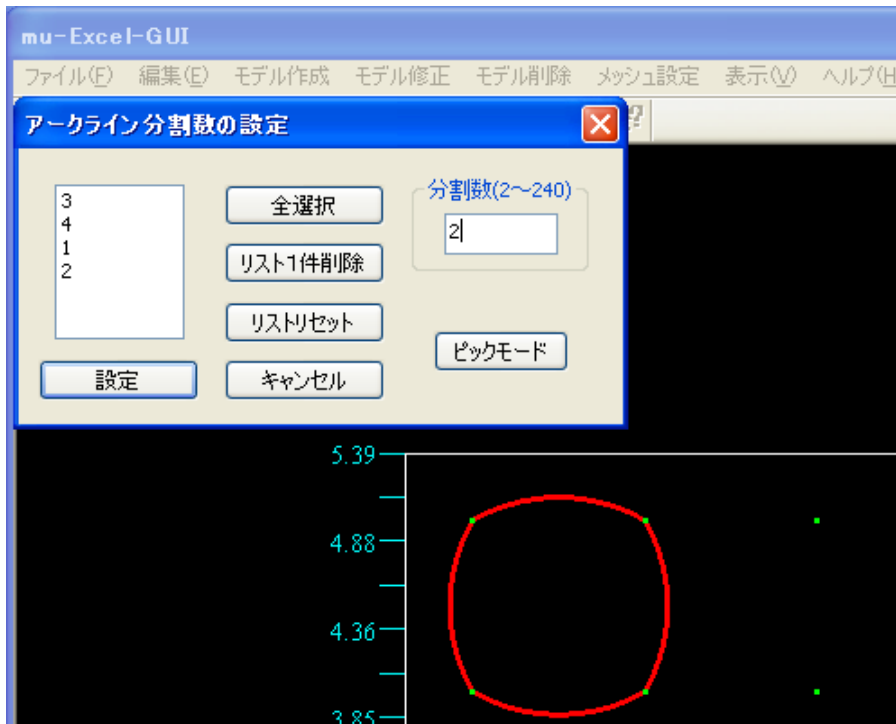 mu-Excel-GUI
ファイル(F) 編集(E) モデル作成 モデル修正 モデル削除 メッシュ設定 表示(V) ヘルプ(H
アークライン分割数の設定
3
4
1
2
全選択
リスト1件削除
リストリセット
キャンセル
設定
分割数(2～240)
2
ピックモード
5.39
4.88
4.36
3.85